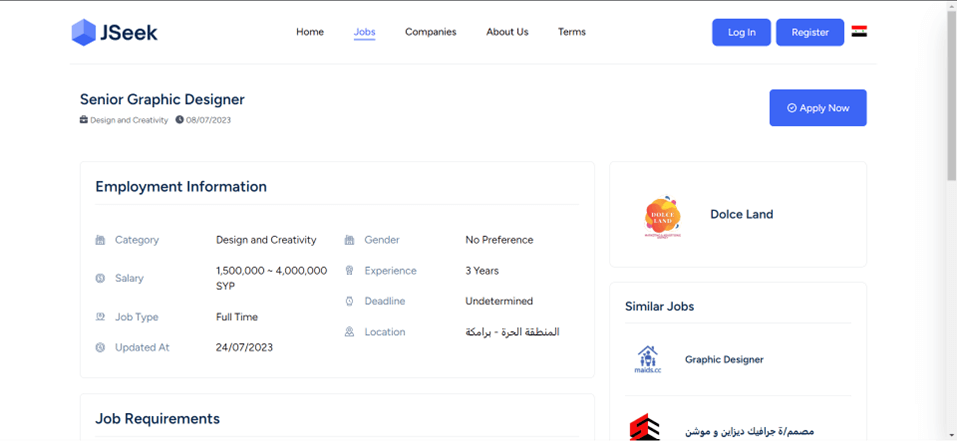 JSeek
Home
Jobs
Companies
About Us
Terms
Log In
Register
Senior Graphic Designer
Design and Creativity 08/07/2023
Apply Now
Employment Information
Category Design and Creativity
Gender No Preference
Salary 1,500,000 ~ 4,000,000
SYP
Experience 3 Years
Deadline Undetermined
Job Type Full Time
Location المنطقة الحرة - برامكة
Updated At 24/07/2023
Job Requirements
DOLCE
LAND
Dolce Land
Similar Jobs
maids.cc
Graphic Designer
مصمم/ة جرافيك ديزاين و موشن